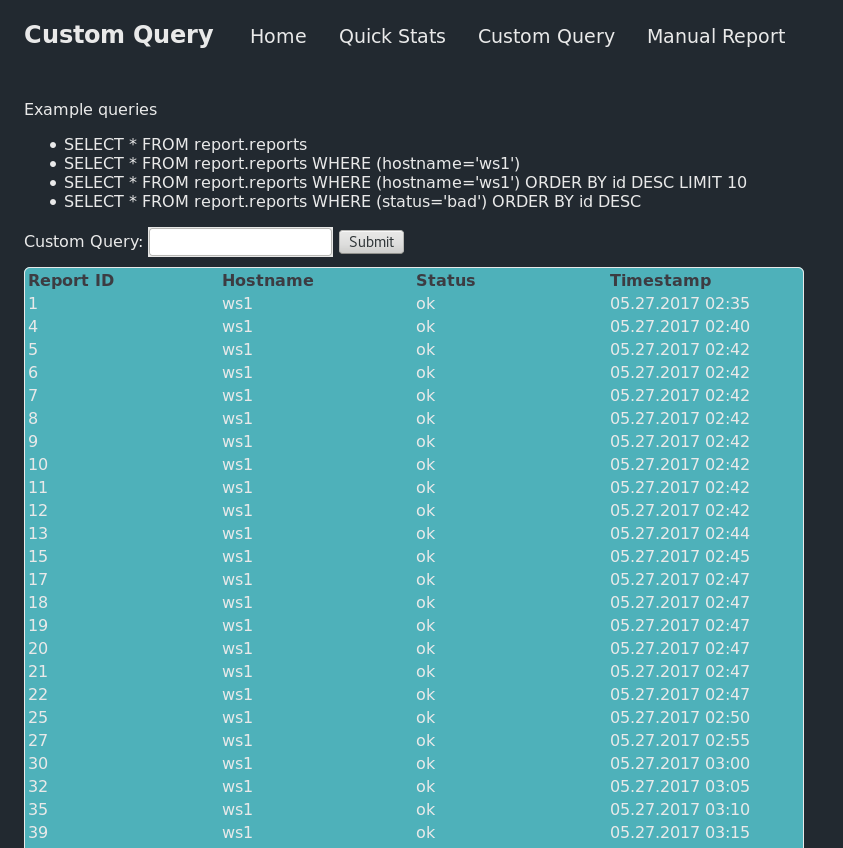 Custom Query Home Quick Stats Custom Query Manual Report
Example queries
• SELECT * FROM report.reports
• SELECT * FROM report.reports WHERE (hostname='ws1')
• SELECT * FROM report.reports WHERE (hostname='ws1') ORDER BY id DESC LIMIT 10
• SELECT * FROM report.reports WHERE (status='bad') ORDER BY id DESC
Custom Query: Submit
Report ID Hostname Status Timestamp
1 ws1 ok 05.27.2017 02:35
4 ws1 ok 05.27.2017 02:40
5 ws1 ok 05.27.2017 02:42
6 ws1 ok 05.27.2017 02:42
7 ws1 ok 05.27.2017 02:42
8 ws1 ok 05.27.2017 02:42
9 ws1 ok 05.27.2017 02:42
10 ws1 ok 05.27.2017 02:42
11 ws1 ok 05.27.2017 02:42
12 ws1 ok 05.27.2017 02:42
13 ws1 ok 05.27.2017 02:44
15 ws1 ok 05.27.2017 02:45
17 ws1 ok 05.27.2017 02:47
18 ws1 ok 05.27.2017 02:47
19 ws1 ok 05.27.2017 02:47
20 ws1 ok 05.27.2017 02:47
21 ws1 ok 05.27.2017 02:47
22 ws1 ok 05.27.2017 02:47
25 ws1 ok 05.27.2017 02:50
27 ws1 ok 05.27.2017 02:55
30 ws1 ok 05.27.2017 03:00
32 ws1 ok 05.27.2017 03:05
35 ws1 ok 05.27.2017 03:10
39 ws1 ok 05.27.2017 03:15